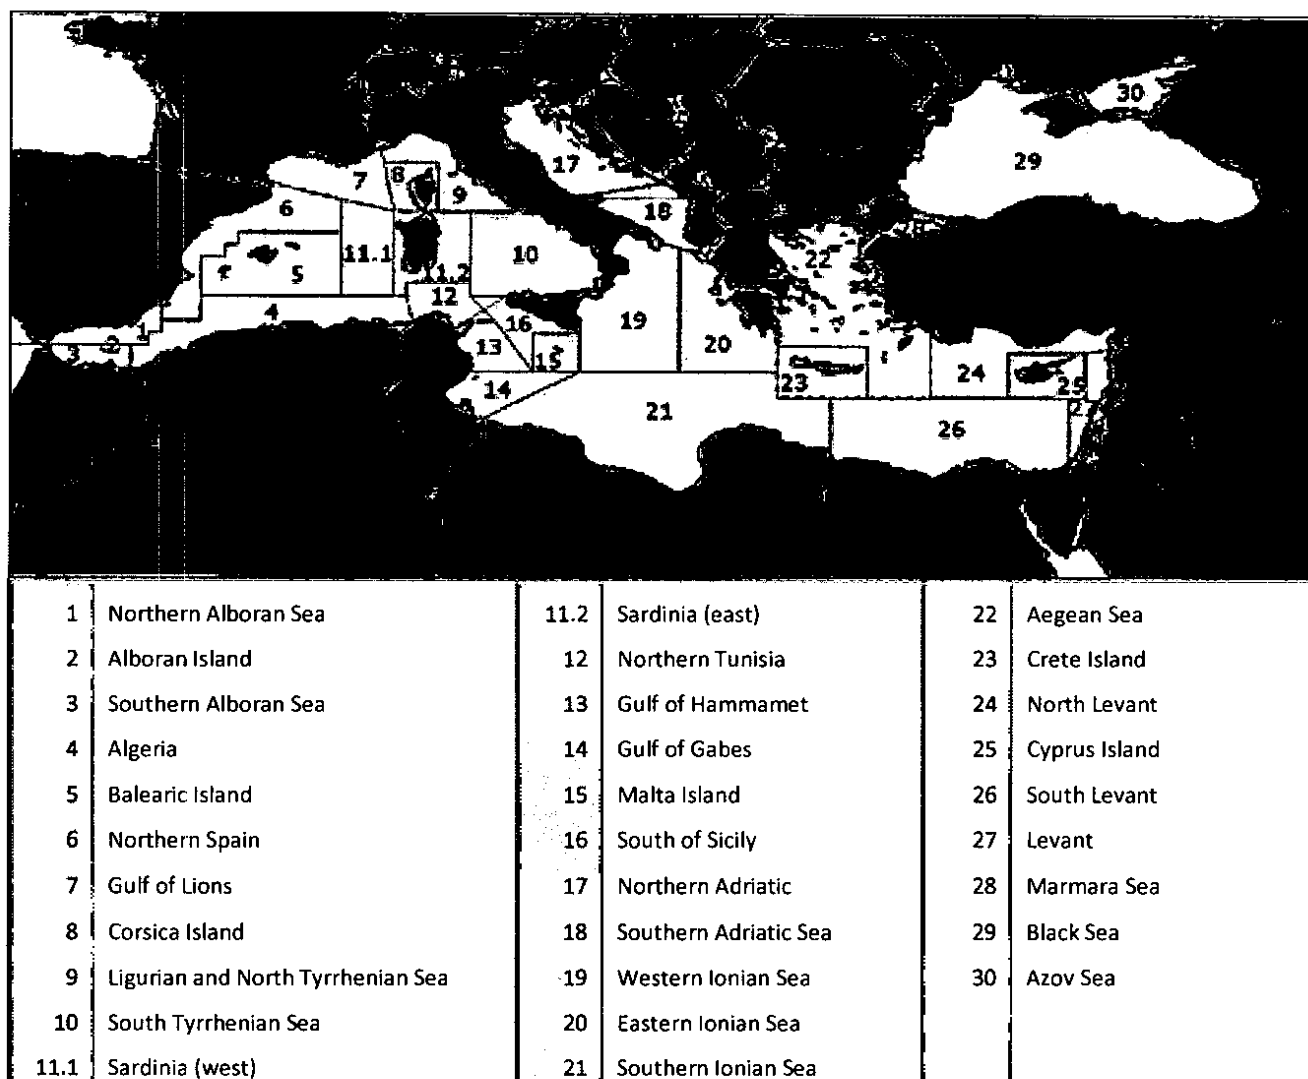 30
29
17
8
7
9
6
18
22
11.1
10
5
11.2
12
4
16
19
1
2
3
13
15
20
24
23
25
14
21
26
2
1 Northern Alboran Sea 11.2 Sardinia (east) 22 Aegean Sea
2 Alboran Island 12 Northern Tunisia 23 Crete Island
3 Southern Alboran Sea 13 Gulf of Hammamet 24 North Levant
4 Algeria 14 Gulf of Gabes 25 Cyprus Island
5 Balearic Island 15 Malta Island 26 South Levant
6 Northern Spain 16 South of Sicily 27 Levant
7 Gulf of Lions 17 Northern Adriatic 28 Marmara Sea
8 Corsica Island 18 Southern Adriatic Sea 29 Black Sea
9 Ligurian and North Tyrrhenian Sea 19 Western Ionian Sea 30 Azov Sea
10 South Tyrrhenian Sea 20 Eastern Ionian Sea
11.1 Sardinia (west) 21 Southern Ionian Sea